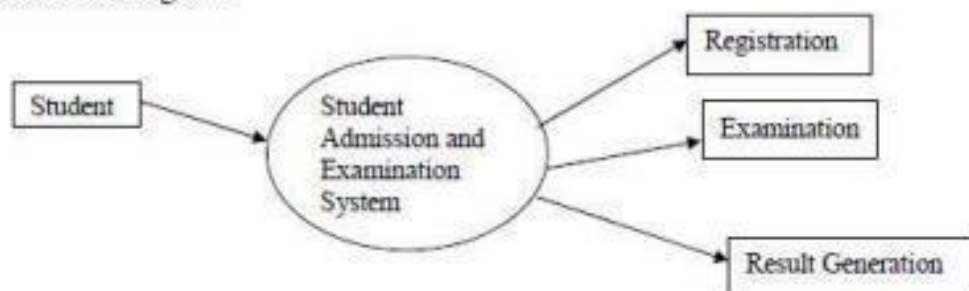 Registration
Student
Student
Admission and
Examination
System
Examination
Result Generation